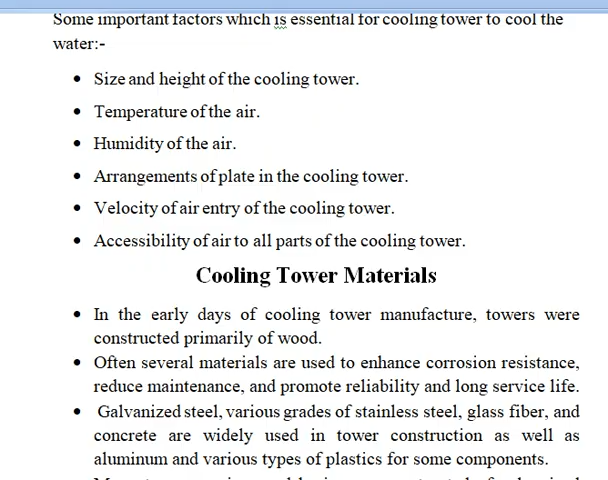 Some important factors which is essential for cooling tower to cool the
water:-
• Size and height of the cooling tower.
• Temperature of the air.
• Humidity of the air.
• Arrangements of plate in the cooling tower.
• Velocity of air entry of the cooling tower.
• Accessibility of air to all parts of the cooling tower.
Cooling Tower Materials
• In the early days of cooling tower manufacture, towers were
constructed primarily of wood.
• Often several materials are used to enhance corrosion resistance,
reduce maintenance, and promote reliability and long service life.
• Galvanized steel, various grades of stainless steel, glass fiber, and
concrete are widely used in tower construction as well as
aluminum and various types of plastics for some components.